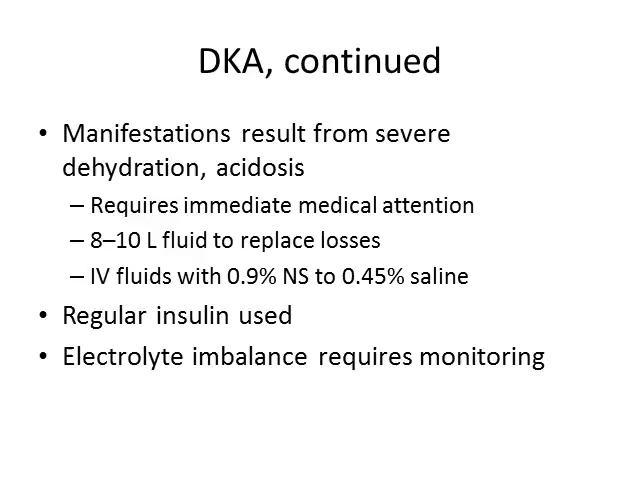 DKA, continued
• Manifestations result from severe
dehydration, acidosis
– Requires immediate medical attention
– 8–10 L fluid to replace losses
– IV fluids with 0.9% NS to 0.45% saline
• Regular insulin used
• Electrolyte imbalance requires monitoring